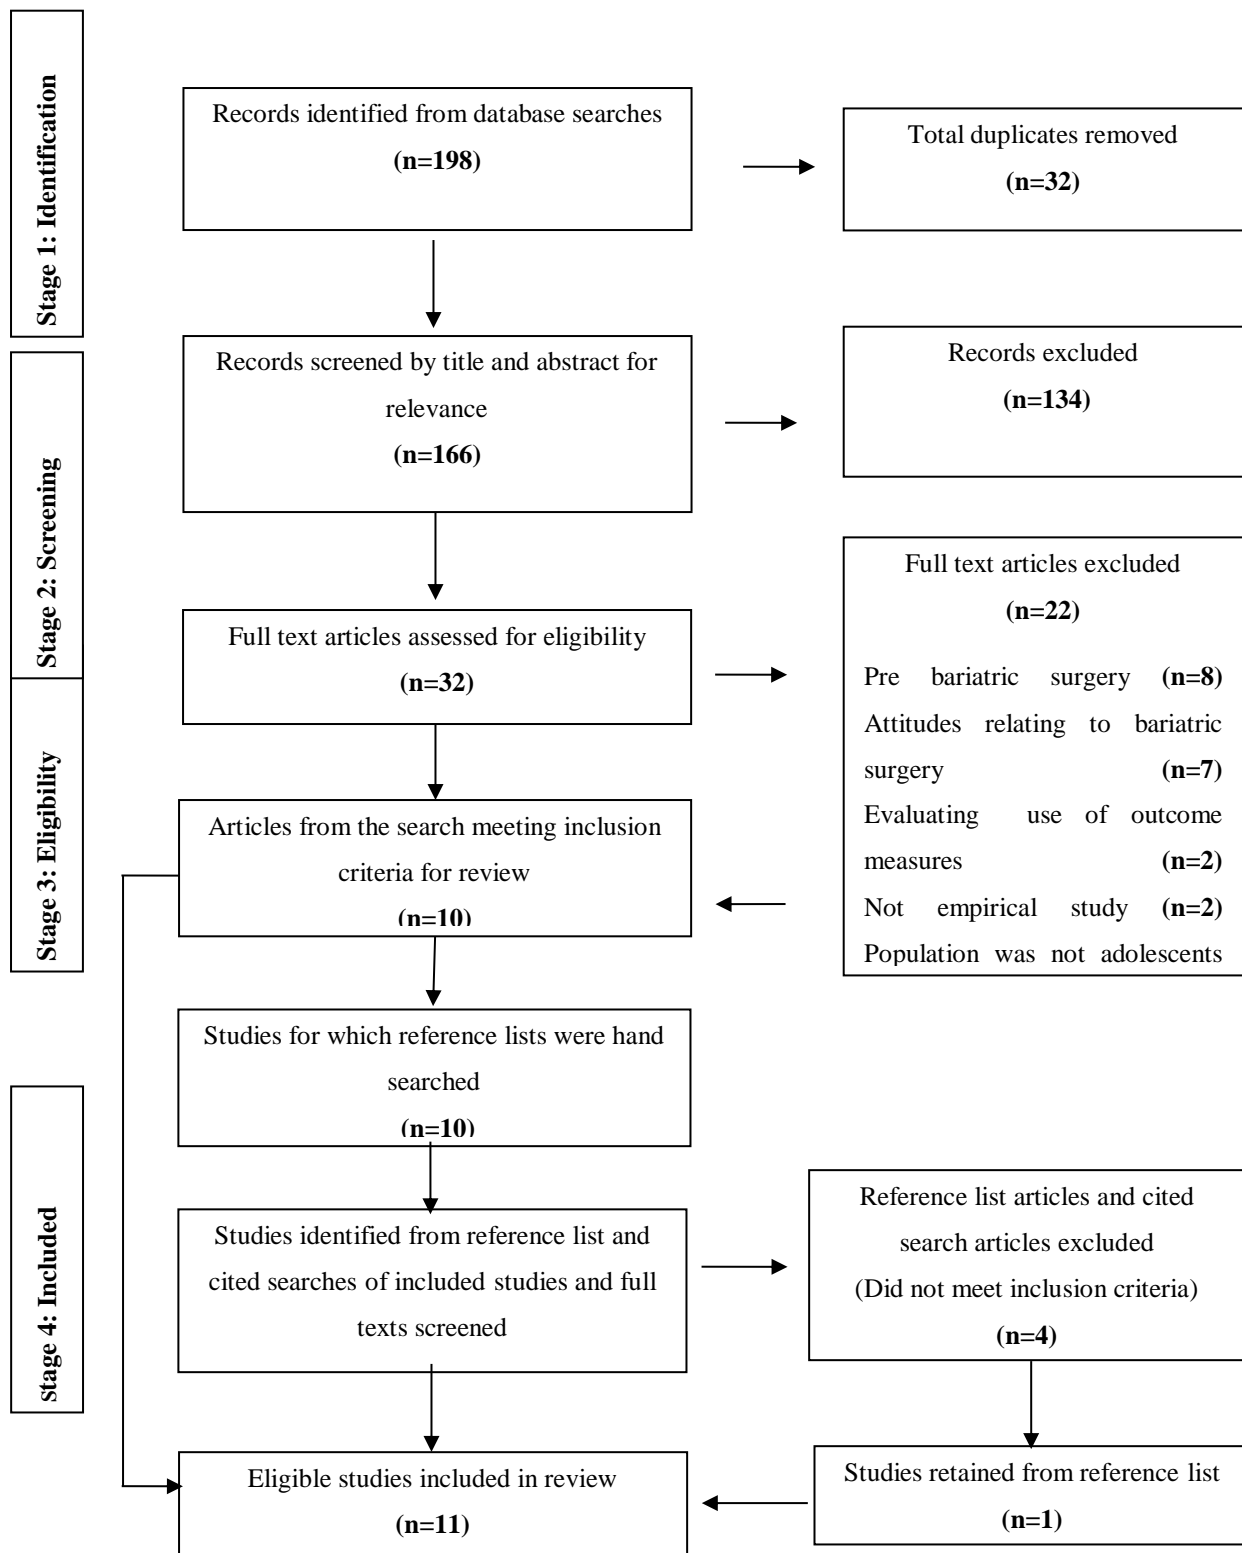 Stage 1: Identification
Records identified from database searches
(n=198)
Total duplicates removed
(n=32)
Stage 2: Screening
Records screened by title and abstract for
relevance
(n=166)
Records excluded
(n=134)
Full text articles assessed for eligibility
(n=32)
Full text articles excluded
(n=22)
Pre bariatric surgery (n=8)
Attitudes relating to bariatric
surgery (n=7)
Evaluating use of outcome
measures (n=2)
Not empirical study (n=2)
Population was not adolescents
Stage 3: Eligibility
Articles from the search meeting inclusion
criteria for review
(n=10)
Studies for which reference lists were hand
searched
(n=10)
stage 4: Included
Studies identified from reference list and
cited searches of included studies and full
texts screened
Reference list articles and cited
search articles excluded
(Did not meet inclusion criteria)
(n=4)
Eligible studies included in review
(n=11)
Studies retained from reference list
(n=1)